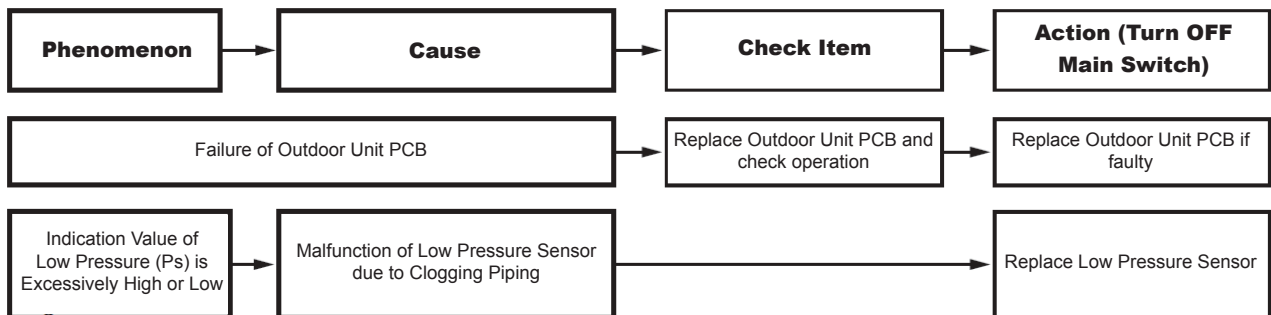 Phenomenon
Cause
Check Item
Action (Turn OFF
Main Switch)
Failure of Outdoor Unit PCB
Replace Outdoor Unit PCB and
check operation
Replace Outdoor Unit PCB if
faulty
Indication Value of
Low Pressure (Ps) is
Excessively High or Low
Malfunction of Low Pressure Sensor
due to Clogging Piping
Replace Low Pressure Sensor